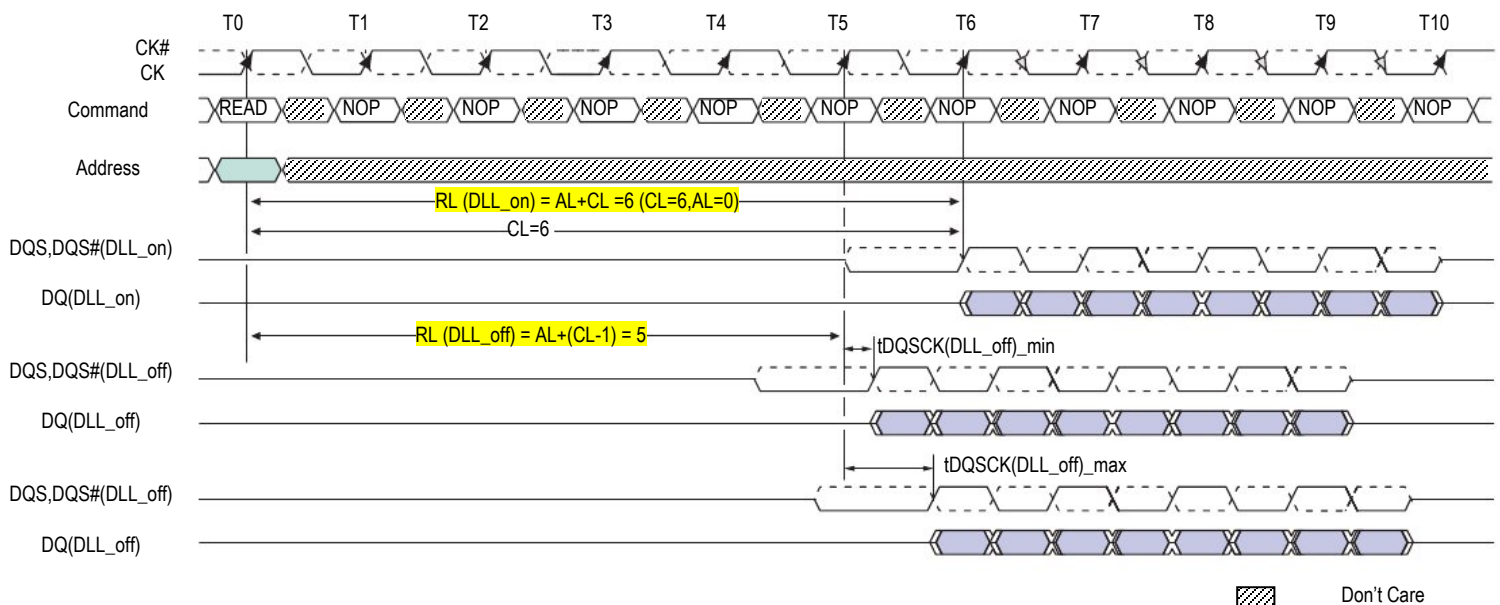 T0 T1 T2 T3 T4 T5 T6 T7 T8 T9 T10
CK#
CK
Command READ NOP NOP NOP NOP NOP NOP NOP NOP NOP NOP
Address
RL (DLL_on) = AL+CL =6 (CL=6,AL=0)
CL=6
DQS,DQS#(DLL_on)
DQ(DLL_on)
RL (DLL_off) = AL+(CL-1) = 5
tDQSCK(DLL_off)_min
DQS,DQS#(DLL_off)
DQ(DLL_off)
tDQSCK(DLL_off)_max
DQS,DQS#(DLL_off)
DQ(DLL_off)
Don't Care